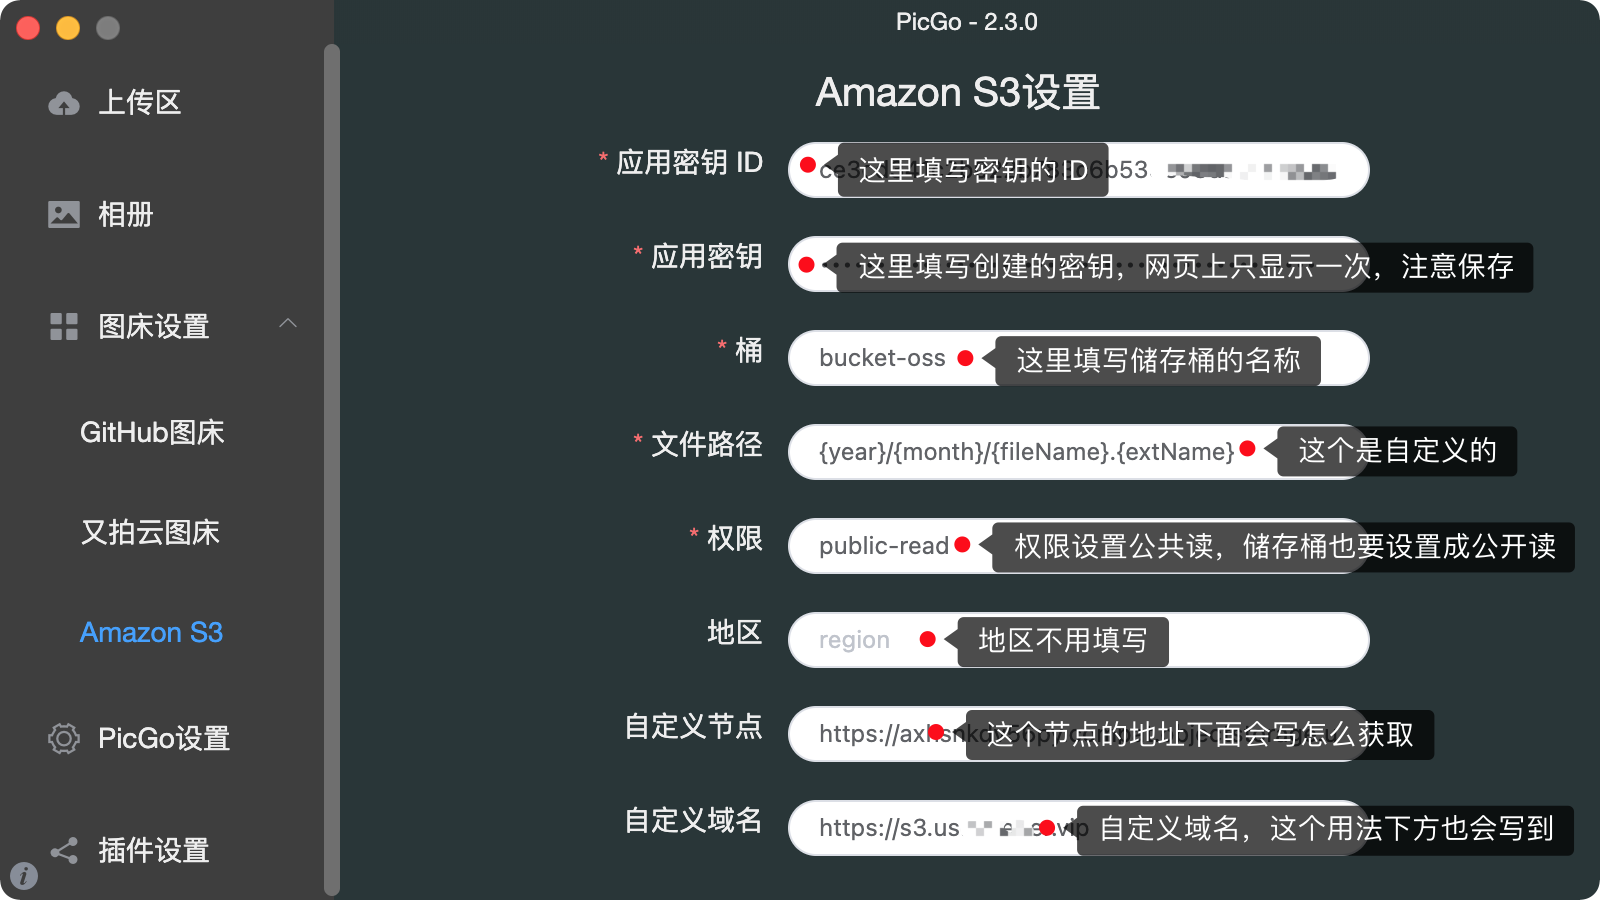 PicGo - 2.3.0
上传区
相册
图床设置
GitHub图床
又拍云图床
Amazon S3
PicGo设置
插件设置
Amazon S3设置
* 应用密钥 ID
这里填写密钥的ID
* 应用密钥
这里填写创建的密钥，网页上只显示一次，注意保存
* 桶
bucket-oss
这里填写储存桶的名称
* 文件路径
{year}/{month}/{fileName}.{extName}
这个是自定义的
* 权限
public-read
权限设置公共读，储存桶也要设置成公开读
地区
region
地区不用填写
自定义节点
这个节点的地址下面会写怎么获取
自定义域名
https://s3.us
自定义域名，这个用法下方也会写到